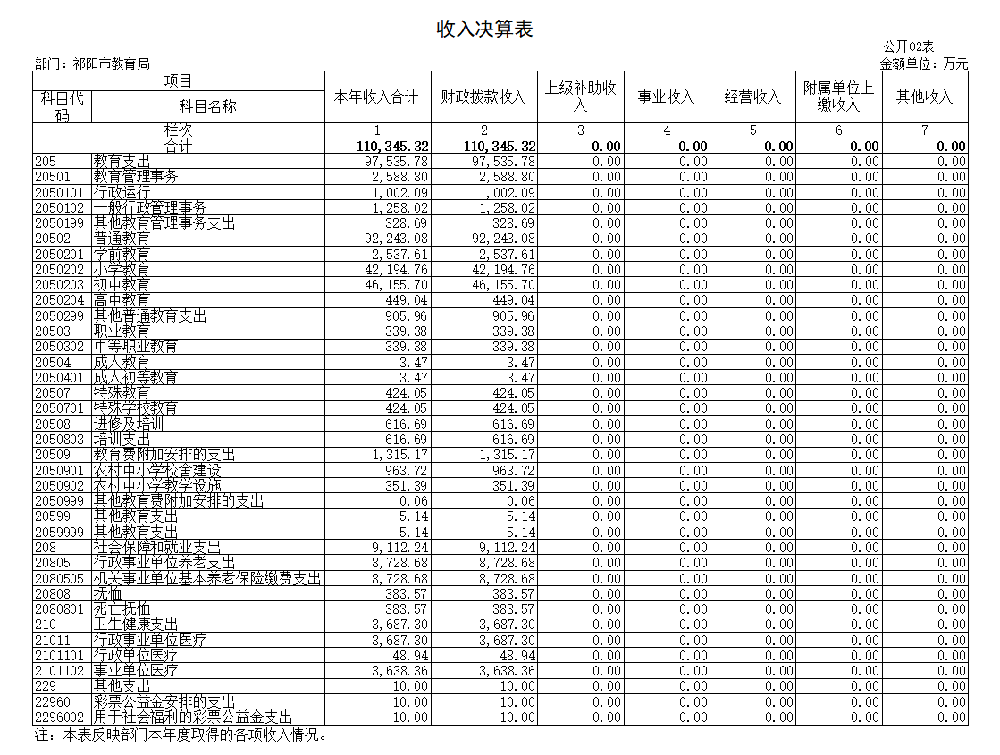 收入决算表
公开02表
部门：祁阳市教育局 金额单位：万元
项目 本年收入合计 财政拨款收入 上级补助收入 事业收入 经营收入 附属单位上缴收入 其他收入
科目代码 科目名称
栏次 1 2 3 4 5 6 7
合计 110,345.32 110,345.32 0.00 0.00 0.00 0.00 0.00
205 教育支出 97,535.78 97,535.78 0.00 0.00 0.00 0.00 0.00
20501 教育管理事务 2,588.80 2,588.80 0.00 0.00 0.00 0.00 0.00
2050101 行政运行 1,002.09 1,002.09 0.00 0.00 0.00 0.00 0.00
2050102 一般行政管理事务 1,258.02 1,258.02 0.00 0.00 0.00 0.00 0.00
2050199 其他教育管理事务支出 328.69 328.69 0.00 0.00 0.00 0.00 0.00
20502 普通教育 92,243.08 92,243.08 0.00 0.00 0.00 0.00 0.00
2050201 学前教育 2,537.61 2,537.61 0.00 0.00 0.00 0.00 0.00
2050202 小学教育 42,194.76 42,194.76 0.00 0.00 0.00 0.00 0.00
2050203 初中教育 46,155.70 46,155.70 0.00 0.00 0.00 0.00 0.00
2050204 高中教育 449.04 449.04 0.00 0.00 0.00 0.00 0.00
2050299 其他普通教育支出 905.96 905.96 0.00 0.00 0.00 0.00 0.00
20503 职业教育 339.38 339.38 0.00 0.00 0.00 0.00 0.00
2050302 中等职业教育 339.38 339.38 0.00 0.00 0.00 0.00 0.00
20504 成人教育 3.47 3.47 0.00 0.00 0.00 0.00 0.00
2050401 成人初等教育 3.47 3.47 0.00 0.00 0.00 0.00 0.00
20507 特殊教育 424.05 424.05 0.00 0.00 0.00 0.00 0.00
2050701 特殊学校教育 424.05 424.05 0.00 0.00 0.00 0.00 0.00
20508 进修及培训 616.69 616.69 0.00 0.00 0.00 0.00 0.00
2050803 培训支出 616.69 616.69 0.00 0.00 0.00 0.00 0.00
20509 教育费附加安排的支出 1,315.17 1,315.17 0.00 0.00 0.00 0.00 0.00
2050901 农村中小学校舍建设 963.72 963.72 0.00 0.00 0.00 0.00 0.00
2050902 农村中小学教学设施 351.39 351.39 0.00 0.00 0.00 0.00 0.00
2050999 其他教育费附加安排的支出 0.06 0.06 0.00 0.00 0.00 0.00 0.00
20599 其他教育支出 5.14 5.14 0.00 0.00 0.00 0.00 0.00
2059999 其他教育支出 5.14 5.14 0.00 0.00 0.00 0.00 0.00
208 社会保障和就业支出 9,112.24 9,112.24 0.00 0.00 0.00 0.00 0.00
20805 行政事业单位养老支出 8,728.68 8,728.68 0.00 0.00 0.00 0.00 0.00
2080505 机关事业单位基本养老保险缴费支出 8,728.68 8,728.68 0.00 0.00 0.00 0.00 0.00
20808 抚恤 383.57 383.57 0.00 0.00 0.00 0.00 0.00
2080801 死亡抚恤 383.57 383.57 0.00 0.00 0.00 0.00 0.00
210 卫生健康支出 3,687.30 3,687.30 0.00 0.00 0.00 0.00 0.00
21011 行政事业单位医疗 3,687.30 3,687.30 0.00 0.00 0.00 0.00 0.00
2101101 行政单位医疗 48.94 48.94 0.00 0.00 0.00 0.00 0.00
2101102 事业单位医疗 3,638.36 3,638.36 0.00 0.00 0.00 0.00 0.00
229 其他支出 10.00 10.00 0.00 0.00 0.00 0.00 0.00
22960 彩票公益金安排的支出 10.00 10.00 0.00 0.00 0.00 0.00 0.00
2296002 用于社会福利的彩票公益金支出 10.00 10.00 0.00 0.00 0.00 0.00 0.00
注：本表反映部门本年度取得的各项收入情况。